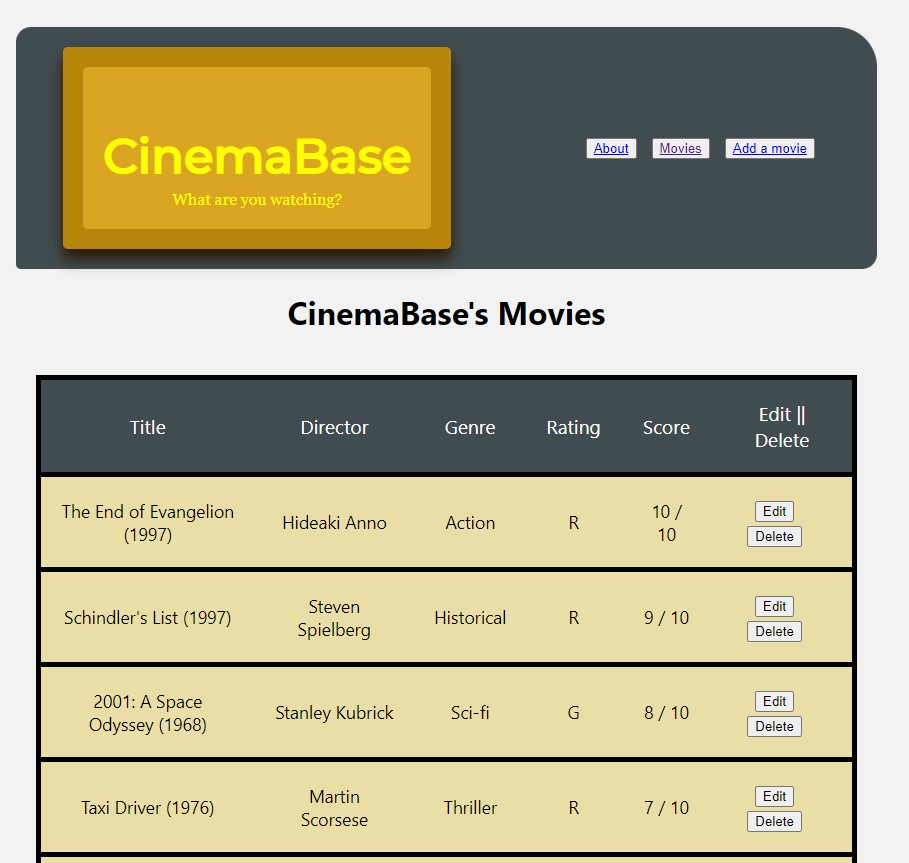 CinemaBase
What are you watching?
About Movies Add a movie
CinemaBase's Movies
Title Director Genre Rating Score Edit ||
Delete
The End of Evangelion
(1997)
Hideaki Anno
Action
R
10 /
10
Edit
Delete
Schindler's List (1997)
Steven
Spielberg
Historical
R
9 / 10
Edit
Delete
2001: A Space
Odyssey (1968)
Stanley Kubrick
Sci-fi
G
8 / 10
Edit
Delete
Taxi Driver (1976)
Martin
Scorsese
Thriller
R
7 / 10
Edit
Delete